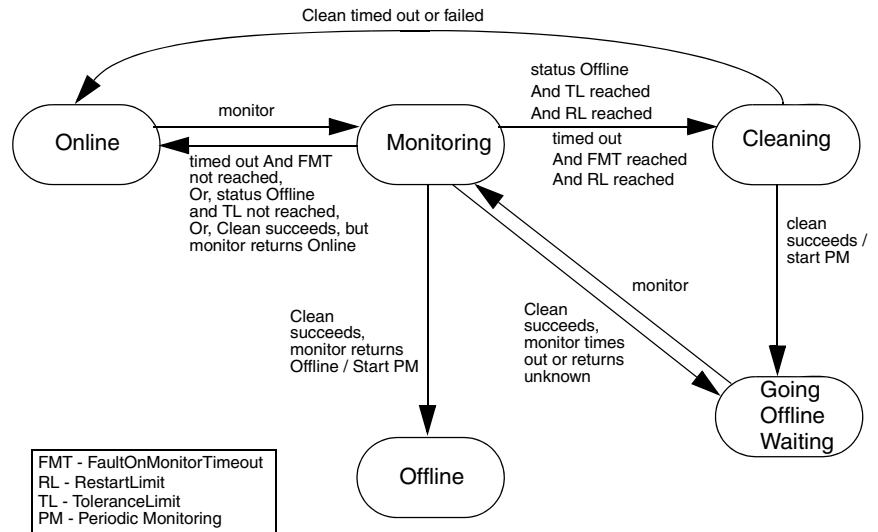 Clean timed out or failed
status Offline
And TL reached
And RL reached
monitor
Online
Monitoring
Cleaning
timed out And FMT
not reached,
Or, status Offline
and TL not reached,
Or, Clean succeeds, but
monitor returns Online
timed out
And FMT reached
And RL reached
clean
succeeds /
start PM
monitor
Clean
succeeds,
monitor returns
Offline / Start PM
Clean
succeeds,
monitor times
out or returns
unknown
Going
Offline
Waiting
Offline
FMT - FaultOnMonitorTimeout
RL - RestartLimit
TL - ToleranceLimit
PM - Periodic Monitoring